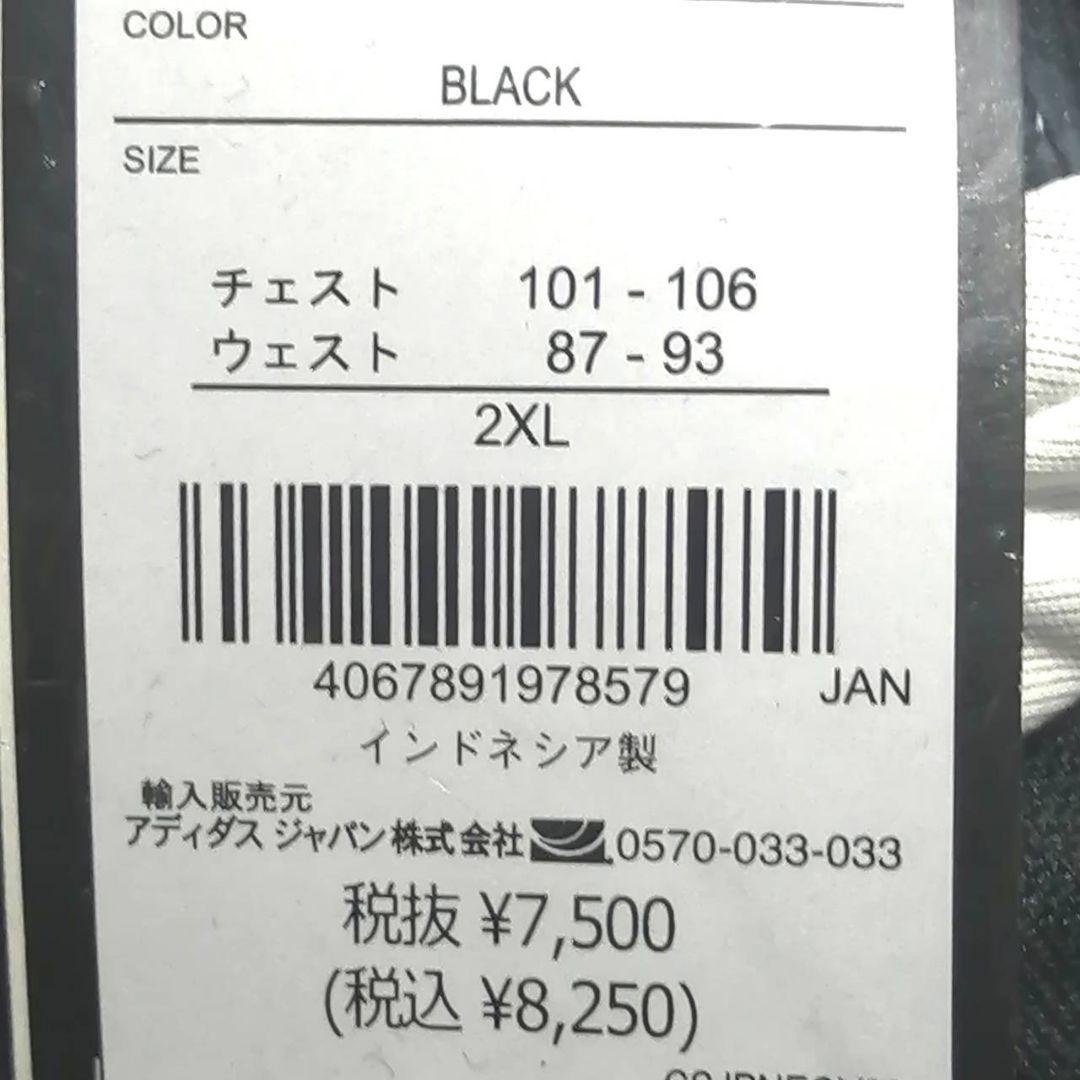 COLOR
BLACK
SIZE
チェスト 101 - 106
ウェスト 87 - 93
2XL
4067891978579 JAN
インドネシア製
輸入販売元
アディダス ジャパン株式会社 0570-033-033
税抜 ¥7,500
(税込 ¥8,250)